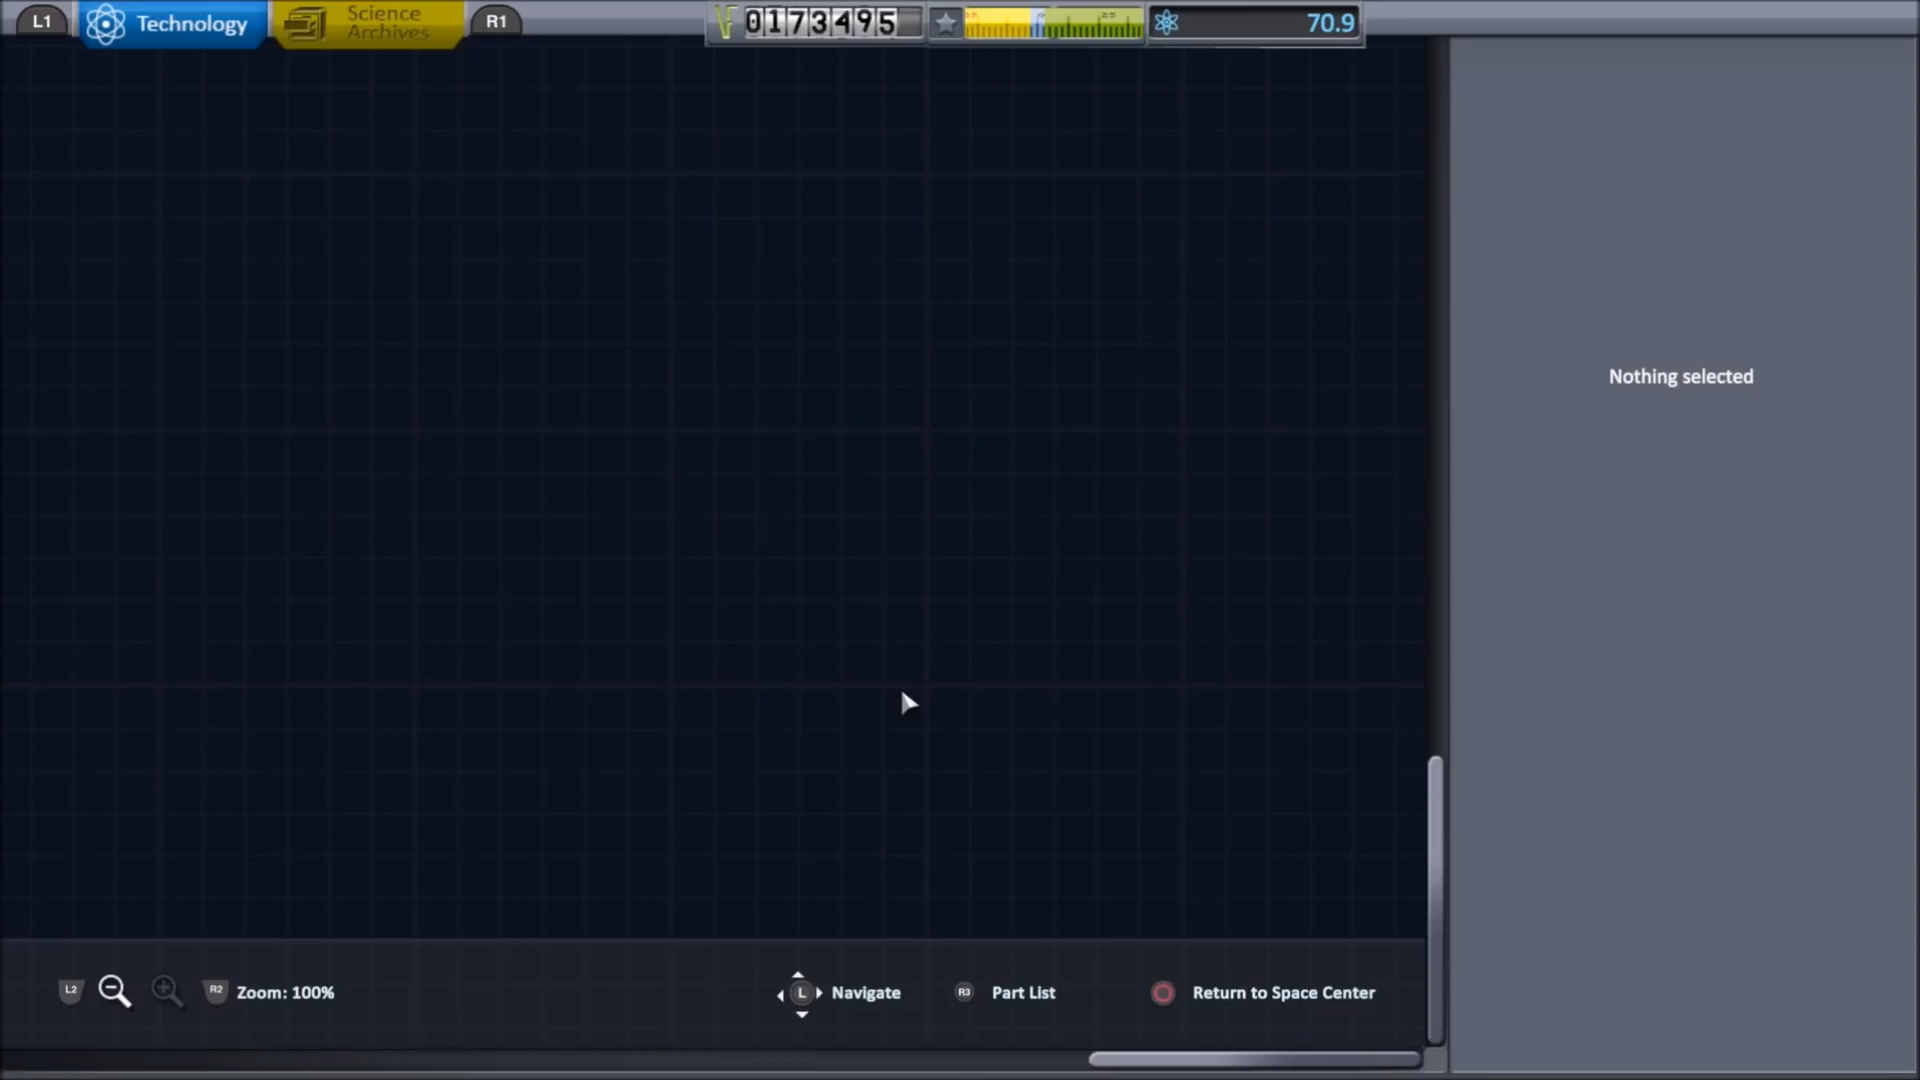 L1
Technology
Science
Archives
R1
0173495
70.9
Nothing selected
L2
R2
Zoom: 100%
L
Navigate
R3
Part List
Return to Space Center